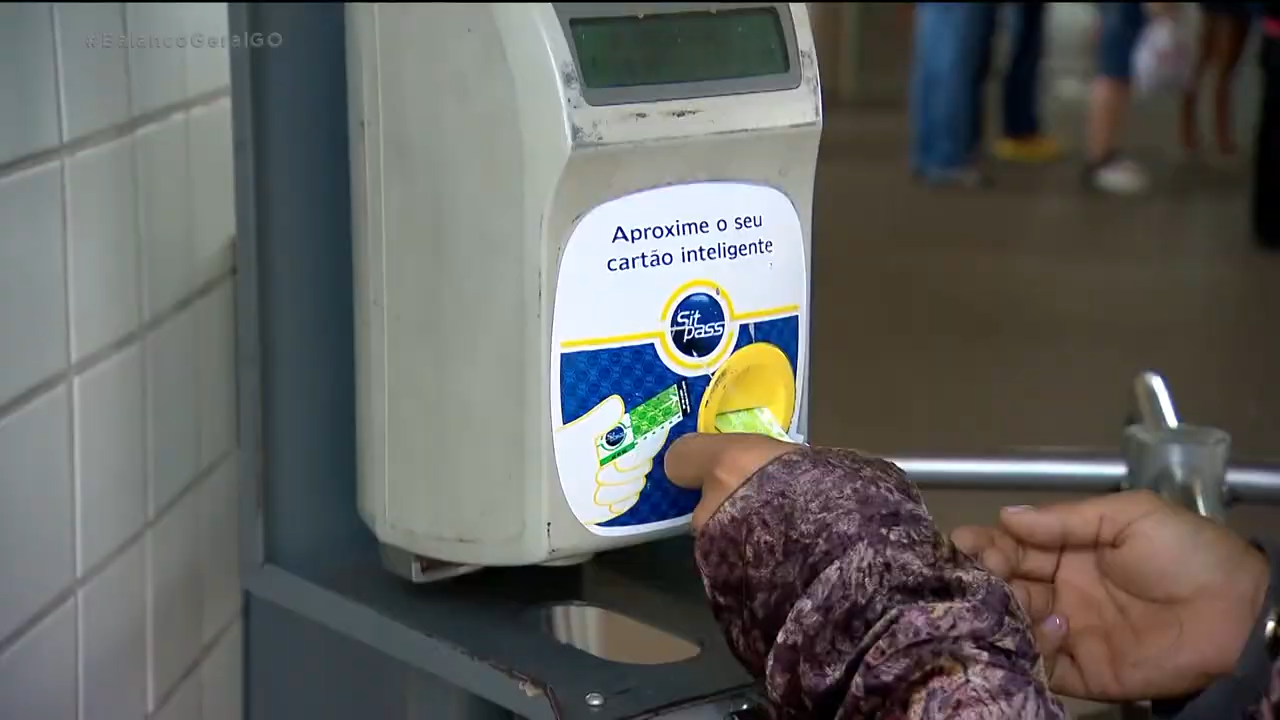 #BalancoGeralGO
Aproxime o seu
cartão inteligente
Sit
pass